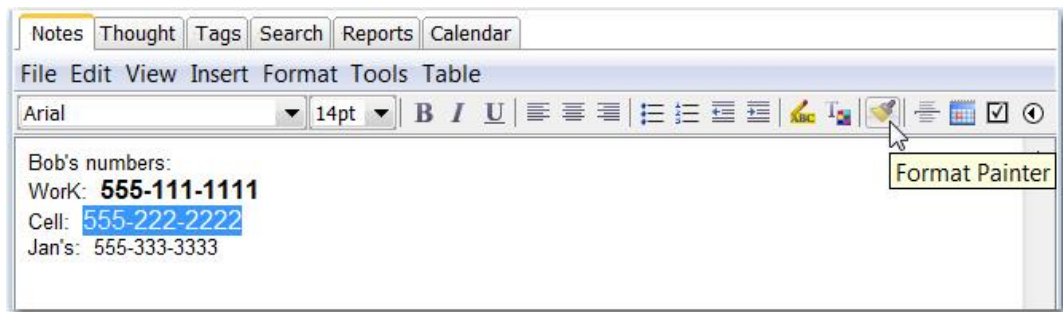 Notes Thought Tags Search Reports Calendar
File Edit View Insert Format Tools Table
Arial 14pt B I U ABC T
Format Painter
Bob's numbers:
WorK: 555-111-1111
Cell: 555-222-2222
Jan's: 555-333-3333